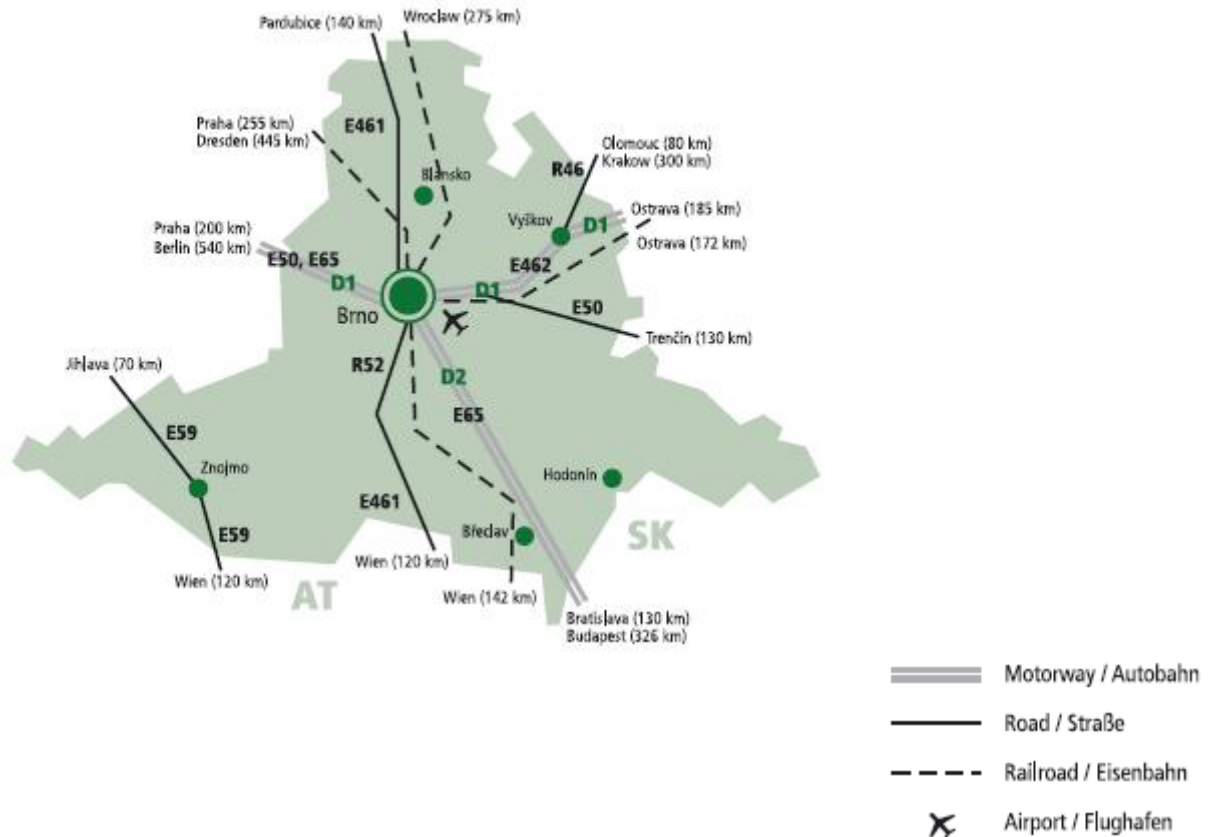 Pardubice (140 km)
Wroclaw (275 km)
Praha (255 km)
Dresden (445 km)
E461
Olomouc (80 km)
Krakow (300 km)
R46
Blansko
Vyškov
D1
Ostrava (185 km)
Ostrava (172 km)
Praha (200 km)
Berlin (540 km)
E50, E65
D1
E462
D1
E50
Brno
Trenčín (130 km)
R52
D2
Jihlava (70 km)
E59
E65
Znojmo
Hodonín
E461
E59
Břeclav
SK
Wien (120 km)
Wien (120 km)
AT
Wien (142 km)
Bratislava (130 km)
Budapest (326 km)
Motorway / Autobahn
Road / Straße
Railroad / Eisenbahn
Airport / Flughafen